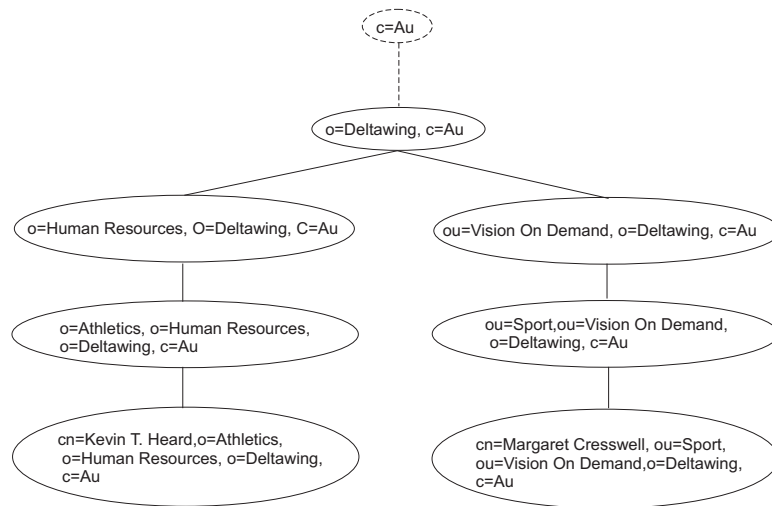 c=Au
o=Deltawing, c=Au
o=Human Resources, O=Deltawing, C=Au
ou=Vision On Demand, o=Deltawing, c=Au
o=Athletics, o=Human Resources,
o=Deltawing, c=Au
ou=Sport,ou=Vision On Demand,
o=Deltawing, c=Au
cn=Kevin T. Heard,o=Athletics,
o=Human Resources, o=Deltawing,
c=Au
cn=Margaret Cresswell, ou=Sport,
ou=Vision On Demand,o=Deltawing,
c=Au